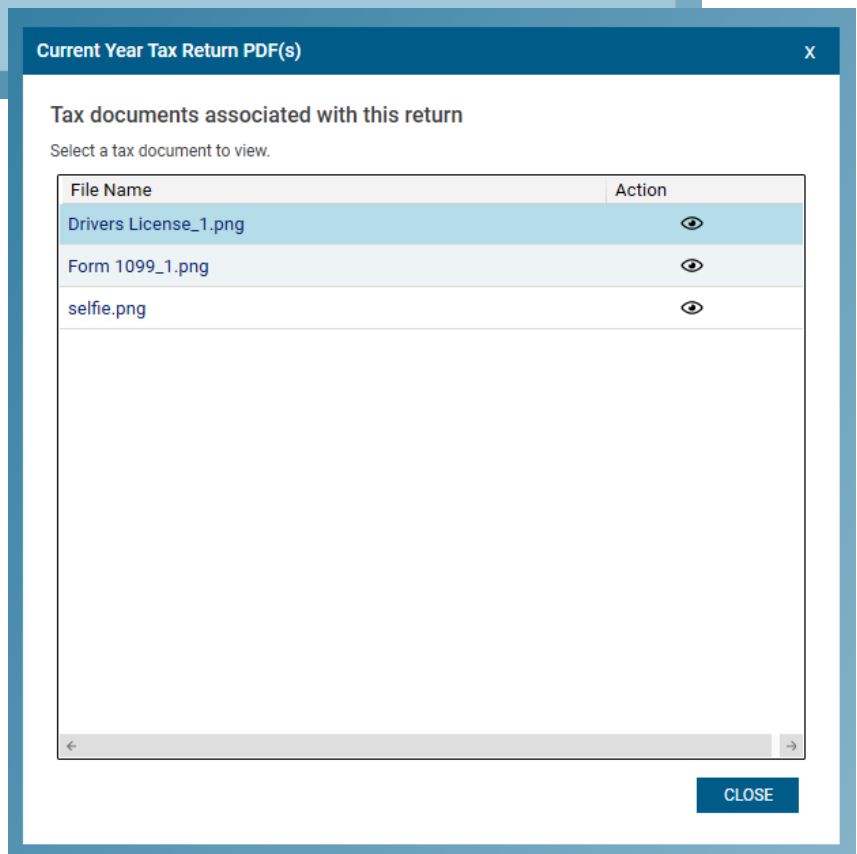 Current Year Tax Return PDF(s) x
Tax documents associated with this return
Select a tax document to view.
File Name Action
Drivers License_1.png
Form 1099_1.png
selfie.png
CLOSE